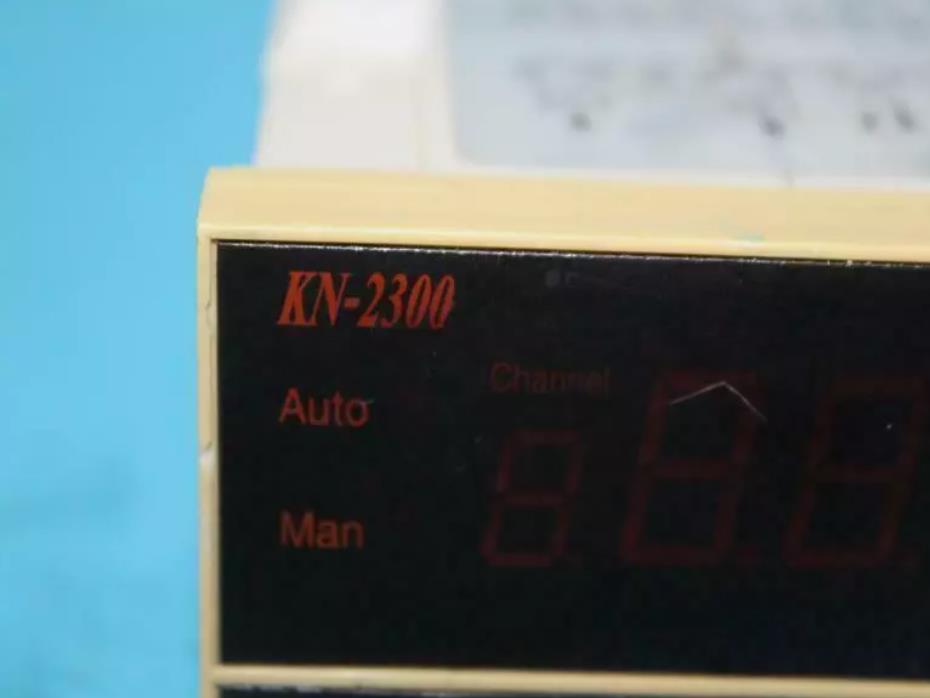 KN-2300
Channel
Auto
Man